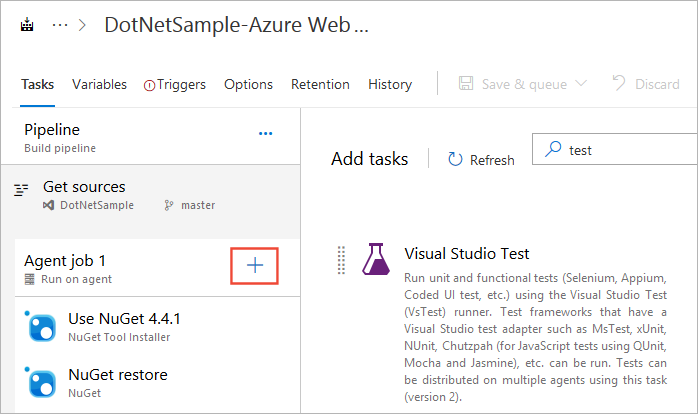 ... > DotNetSample-Azure Web ...
Tasks Variables Triggers Options Retention History Save & queue Discard
Pipeline
Build pipeline
...
Add tasks
Refresh
test
Get sources
DotNetSample master
Agent job 1
Run on agent
Use NuGet 4.4.1
NuGet Tool Installer
NuGet restore
NuGet
Visual Studio Test
Run unit and functional tests (Selenium, Appium,
Coded UI test, etc.) using the Visual Studio Test
(VsTest) runner. Test frameworks that have a
Visual Studio test adapter such as MsTest, xUnit,
NUnit, Chutzpah (for JavaScript tests using QUnit,
Mocha and Jasmine), etc. can be run. Tests can
be distributed on multiple agents using this task
(version 2).